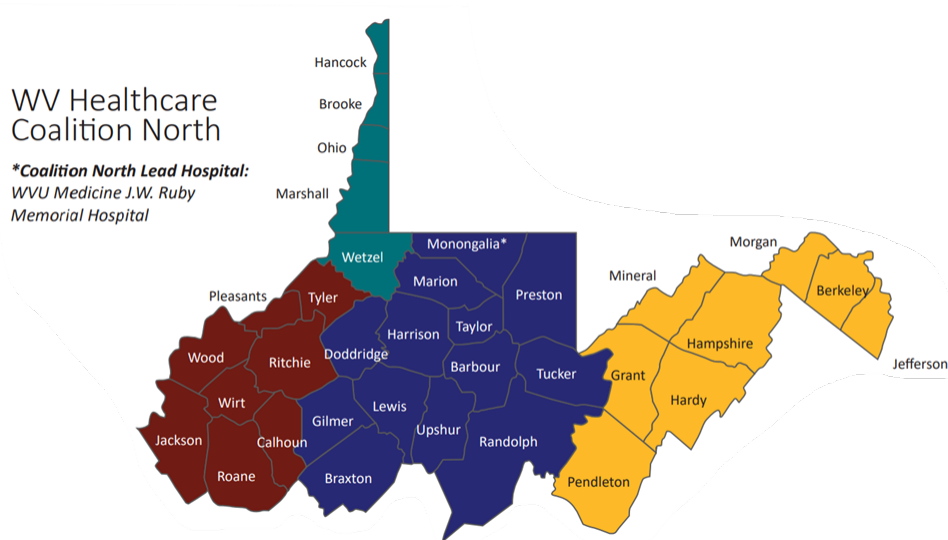 WV Healthcare
Coalition North
*Coalition North Lead Hospital:
WVU Medicine J.W. Ruby
Memorial Hospital
Hancock
Brooke
Ohio
Marshall
Wetzel
Monongalia*
Morgan
Marion
Mineral
Preston
Berkeley
Pleasants
Tyler
Harrison
Taylor
Hampshire
Wood
Ritchie
Doddridge
Barbour
Tucker
Grant
Jefferson
Wirt
Lewis
Hardy
Gilmer
Upshur
Jackson
Calhoun
Randolph
Roane
Braxton
Pendleton